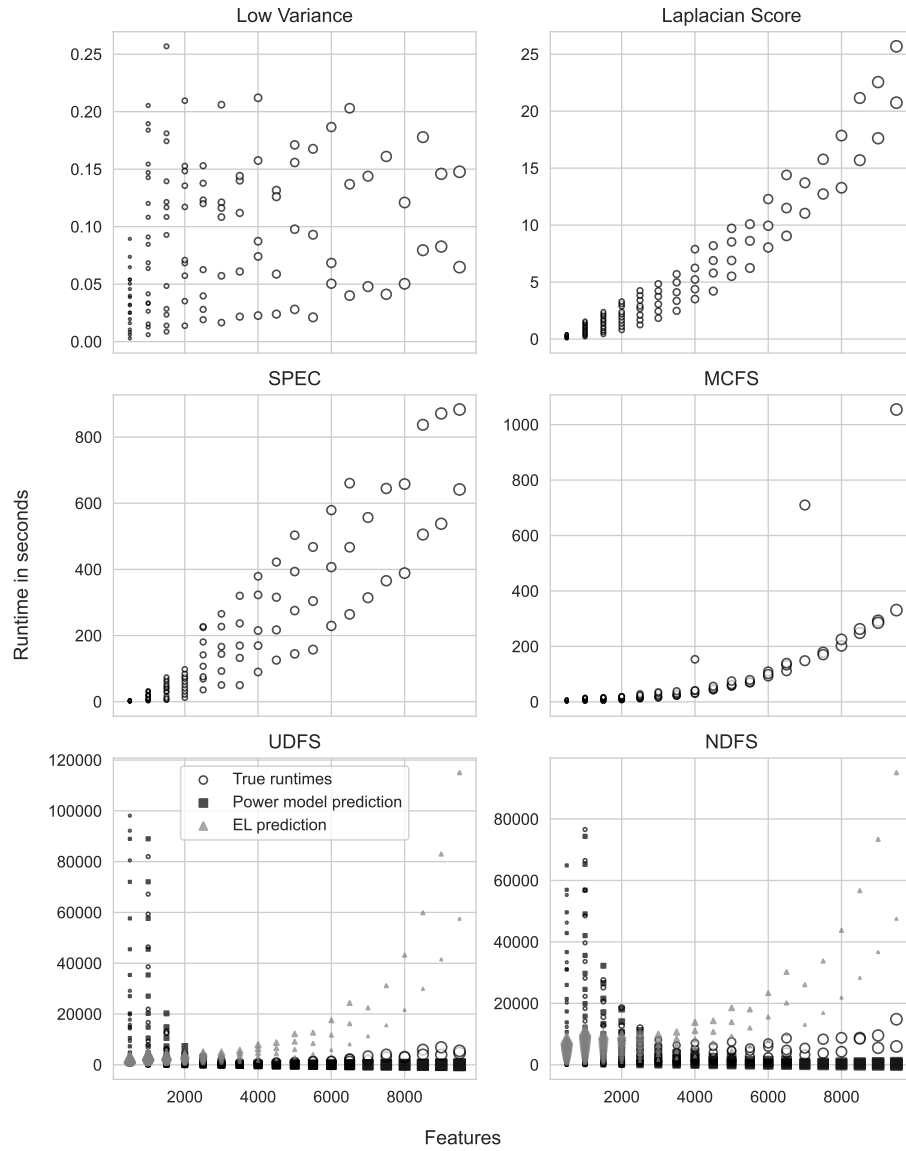 Low Variance
Laplacian Score
0.25
0.20
0.15
0.10
0.05
0.00
25
20
15
10
5
0
SPEC
MCFS
800
600
400
200
0
1000
800
600
400
200
0
Runtime in seconds
UDFS
NDFS
120000
100000
80000
60000
40000
20000
0
True runtimes
Power model prediction
EL prediction
80000
60000
40000
20000
0
2000 4000 6000 8000
2000 4000 6000 8000
Features